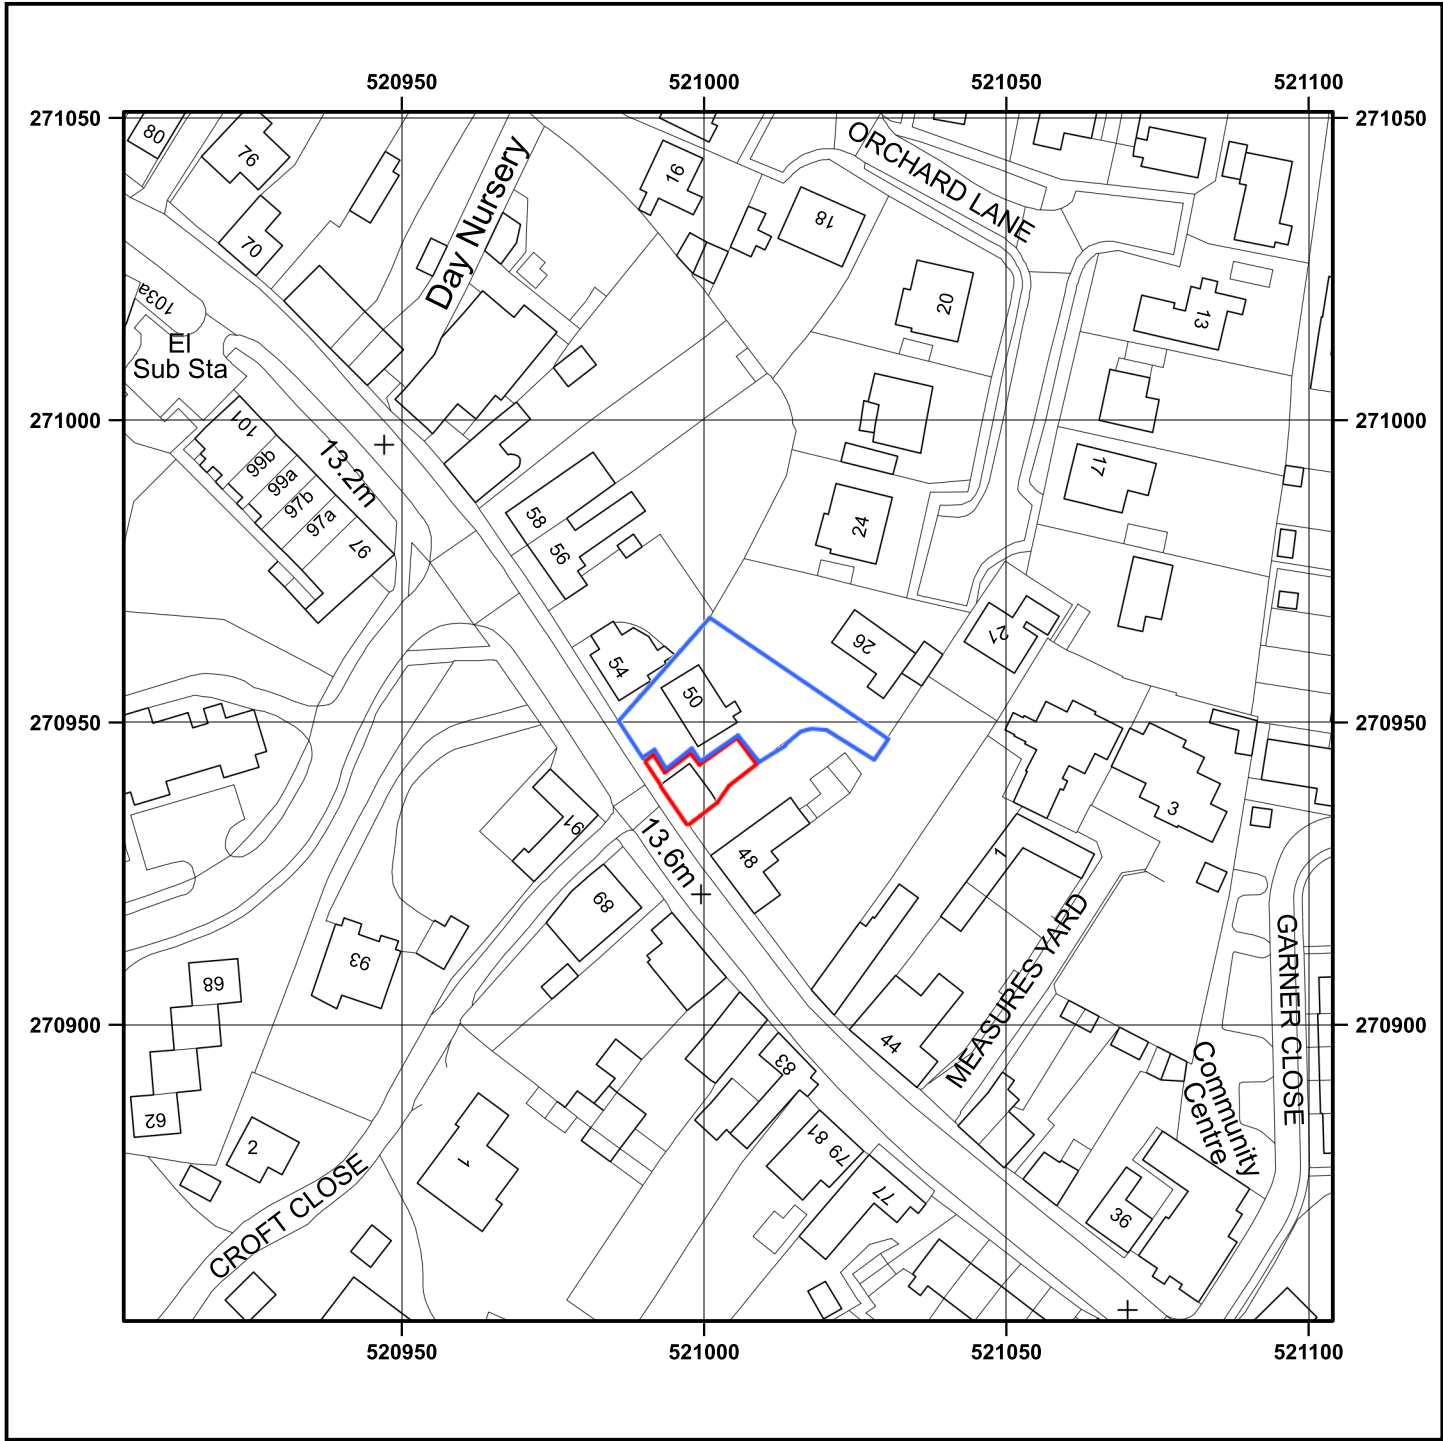 520950 521000 521050 521100
271050 271050
80
76
70
Day Nursery
16
18
ORCHARD LANE
20
13
103a
El
Sub Sta
271000 271000
101
99b
99a
97b
97a
97
13.2m
58
56
24
17
26
27
54
50
270950 270950
91
13.6m
48
3
1
89
93
68
MEASURES YARD
GARNER CLOSE
270900 270900
44
83
62
2
1
79 81
77
Community
Centre
36
CROFT CLOSE
520950 521000 521050 521100